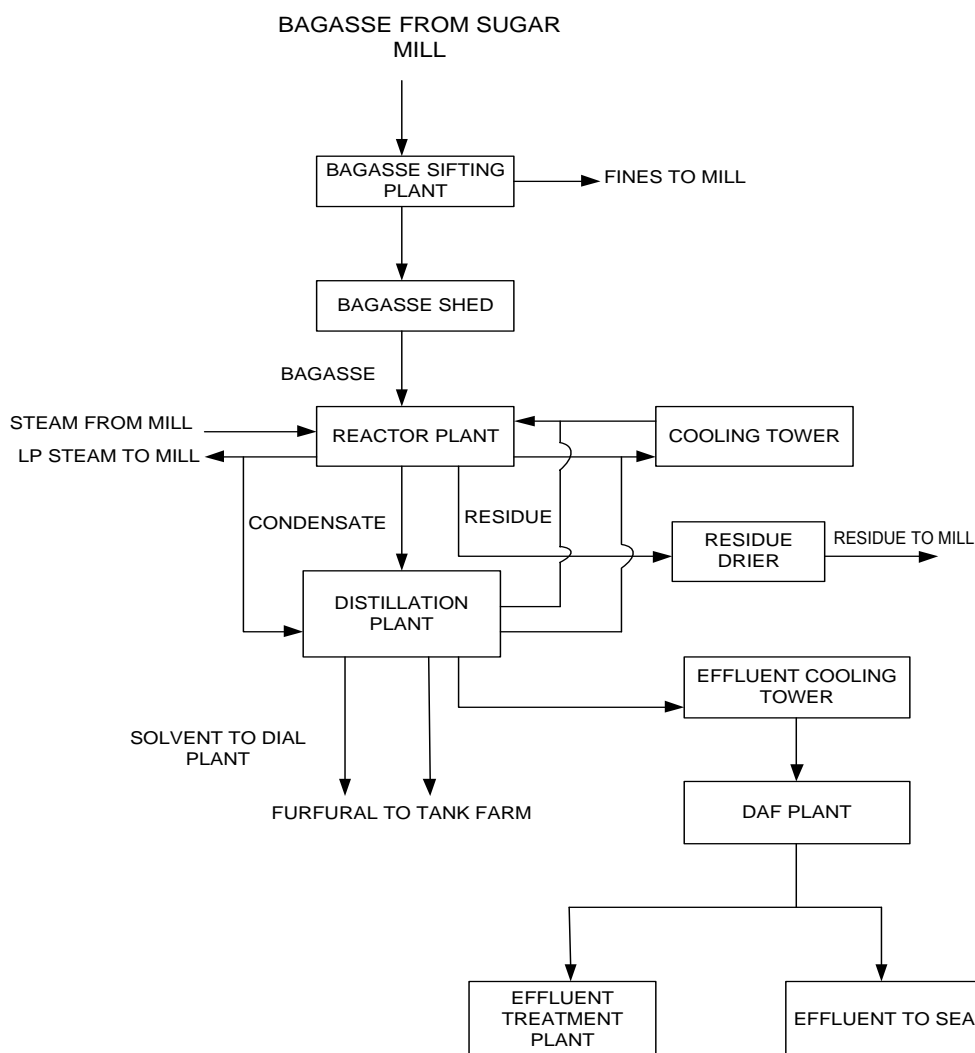 BAGASSE FROM SUGAR
MILL
BAGASSE SIFTING
PLANT
FINES TO MILL
BAGASSE SHED
BAGASSE
STEAM FROM MILL
REACTOR PLANT
COOLING TOWER
LP STEAM TO MILL
CONDENSATE
RESIDUE
RESIDUE
DRIER
RESIDUE TO MILL
DISTILLATION
PLANT
EFFLUENT COOLING
TOWER
SOLVENT TO DIAL
PLANT
FURFURAL TO TANK FARM
DAF PLANT
EFFLUENT
TREATMENT
PLANT
EFFLUENT TO SEA